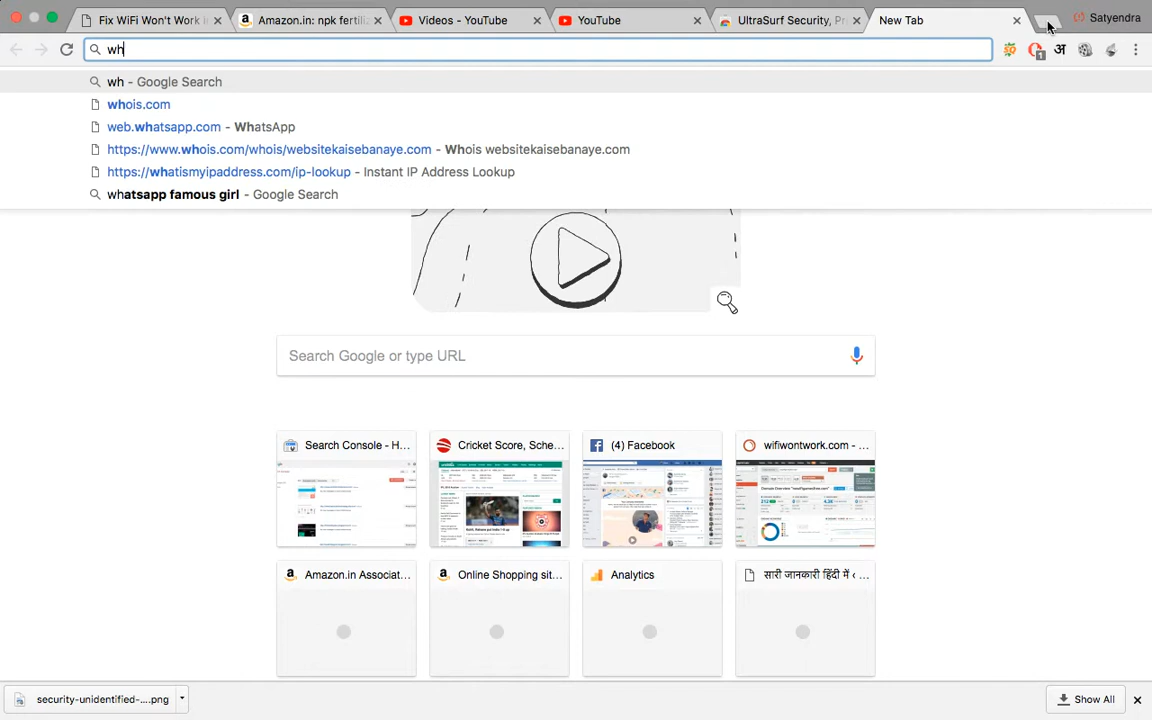 Fix WiFi Won't Work i
Amazon.in: npk fertili
Videos - YouTube
YouTube
UltraSurf Security, Pr
New Tab
Satyendra
wh
1
अ
wh - Google Search
whois.com
web.whatsapp.com - WhatsApp
https://www.whois.com/whois/websitekaisebanaye.com - Whois websitekaisebanaye.com
https://whatismyipaddress.com/ip-lookup - Instant IP Address Lookup
whatsapp famous girl - Google Search
Search Google or type URL
Search Console - H...
Cricket Score, Sche...
(4) Facebook
wifiwontwork.com - ...
Amazon.in Associat...
Online Shopping sit...
Analytics
सारी जानकारी हिंदी में ‹ ...
security-unidentified-....png
Show All